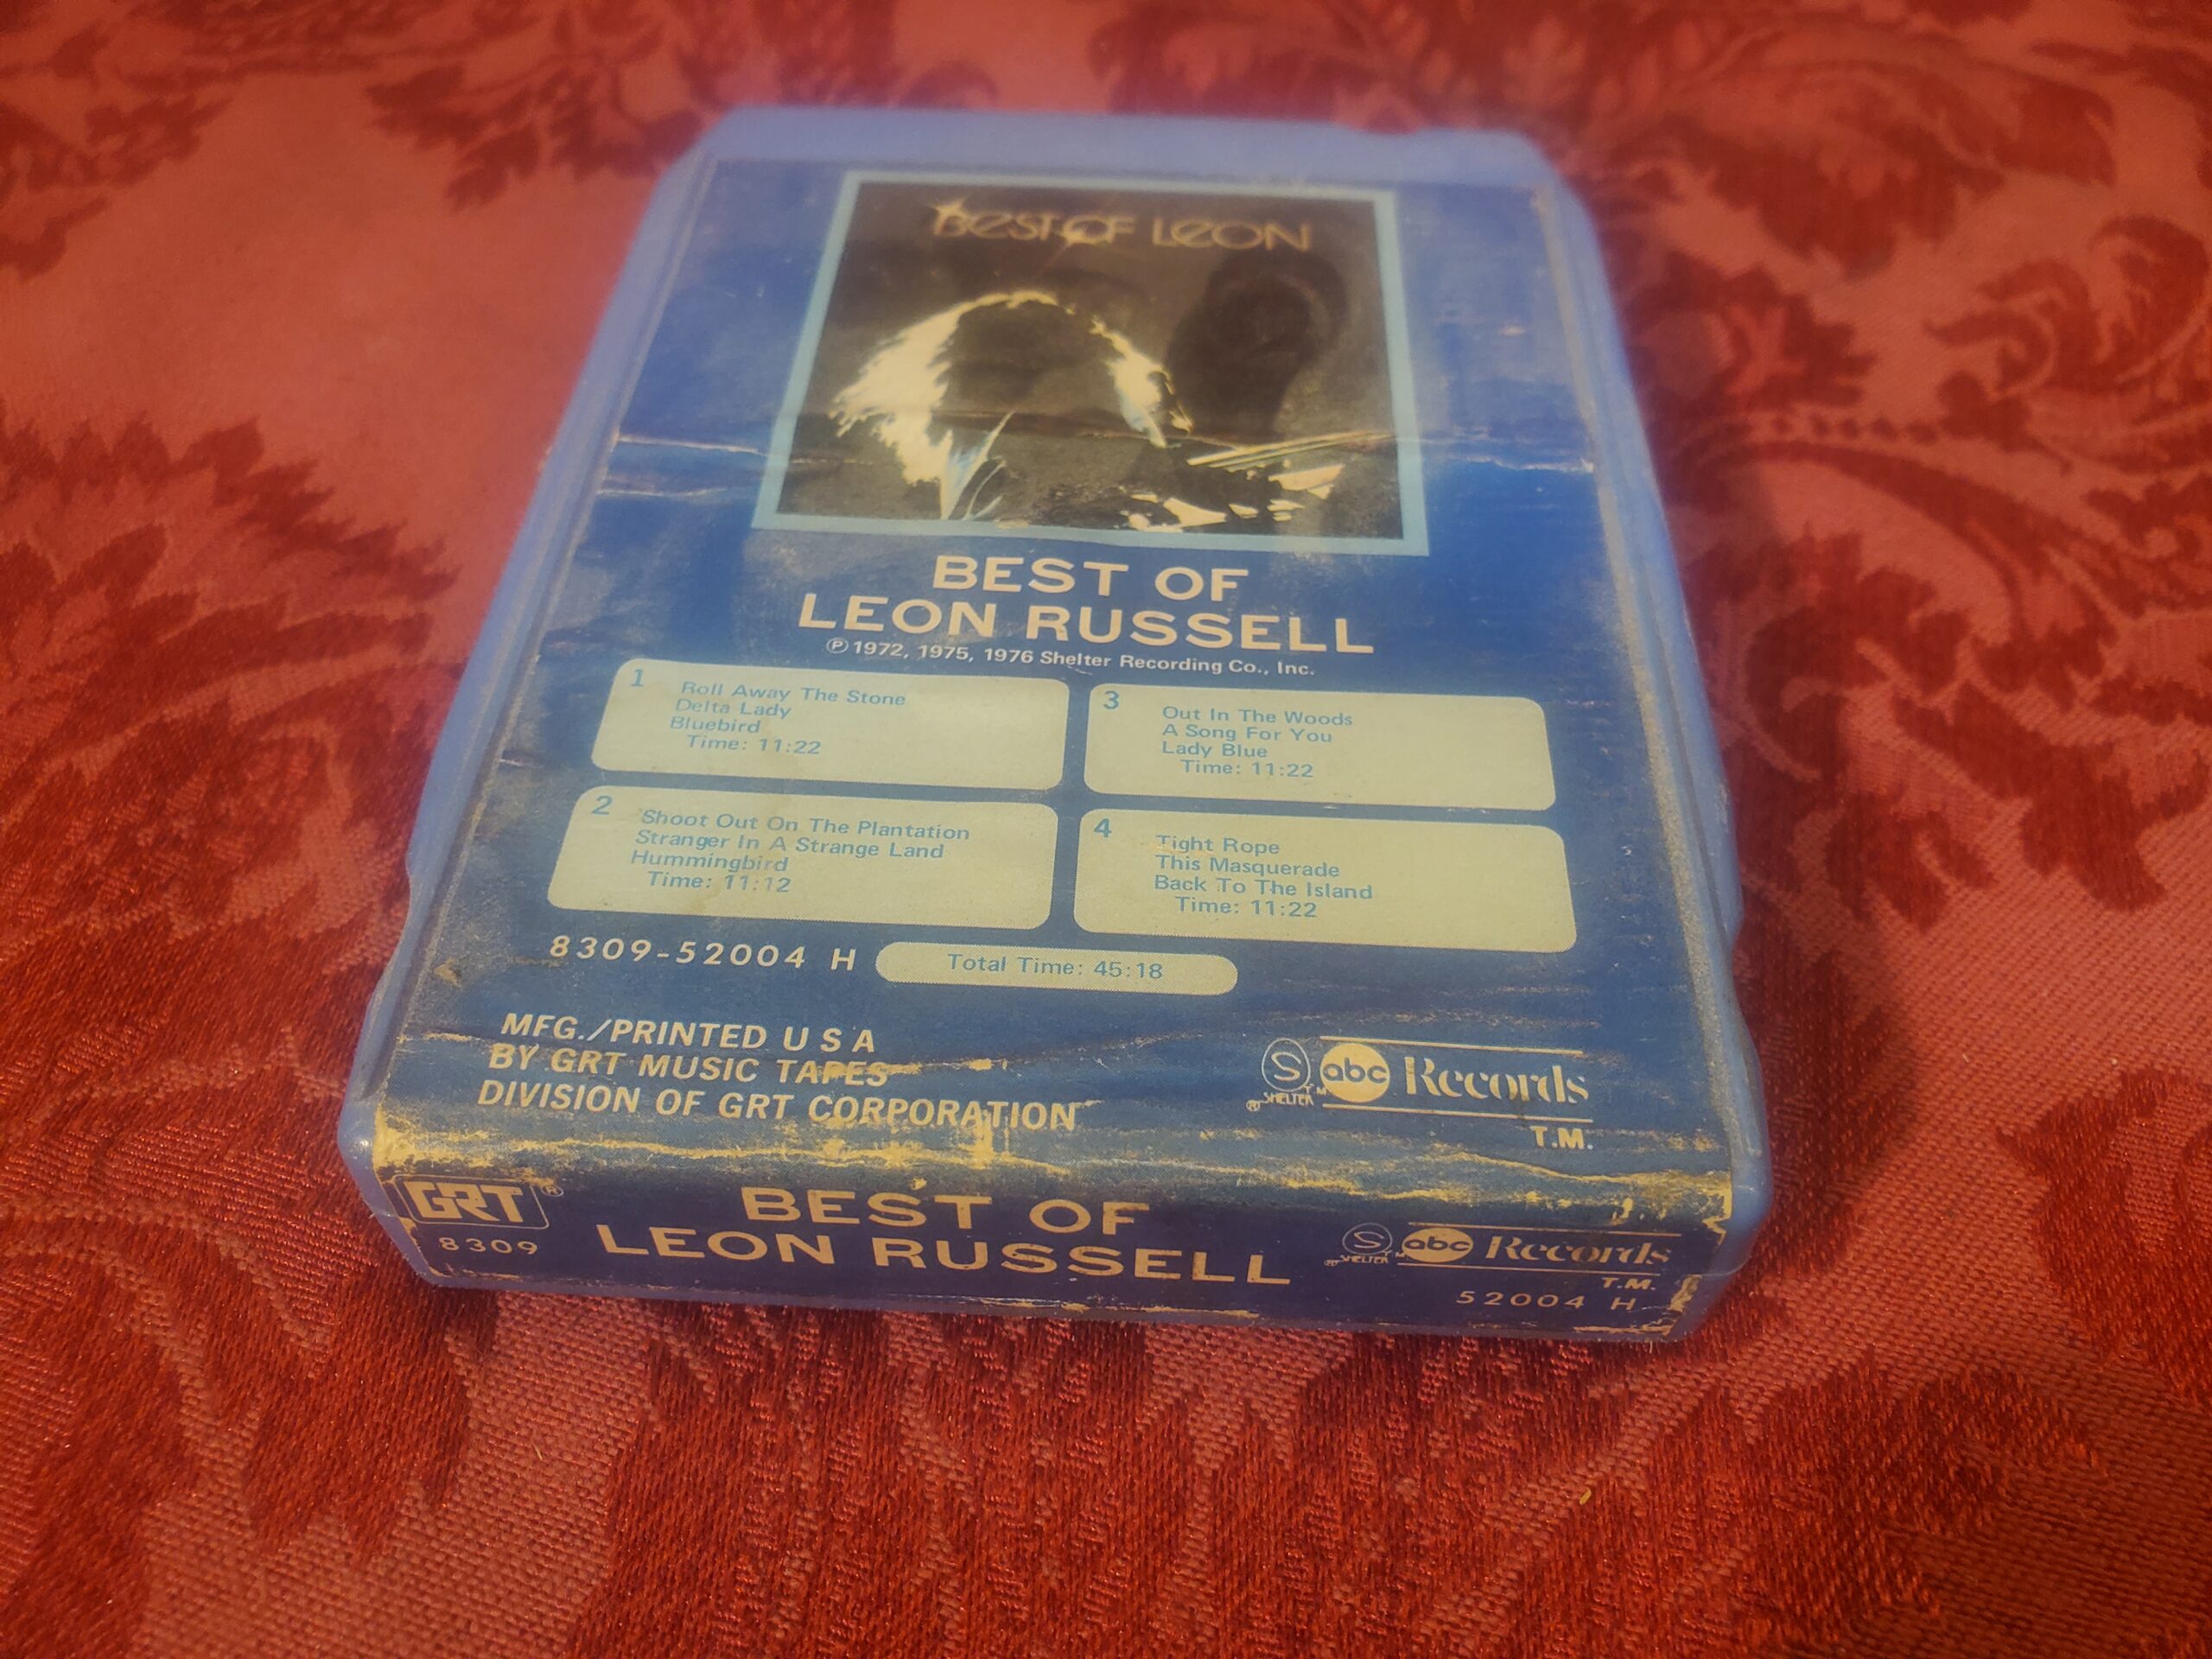 BEST OF LEON
BEST OF
LEON RUSSELL
Ⓟ 1972, 1975, 1976 Shelter Recording Co., Inc.
1
Roll Away The Stone
Delta Lady
Bluebird
Time: 11:22
2
Shoot Out On The Plantation
Stranger In A Strange Land
Hummingbird
Time: 11:12
3
Out In The Woods
A Song For You
Lady Blue
Time: 11:22
4
Tight Rope
This Masquerade
Back To The Island
Time: 11:22
8309-52004 H
Total Time: 45:18
MFG./PRINTED U S A
BY GRT MUSIC TAPES
DIVISION OF GRT CORPORATION
S
® SHELTER TM
abc Records
T.M.
GRT®
8309
BEST OF
LEON RUSSELL
S
® SHELTER TM
abc Records
T.M.
52004 H